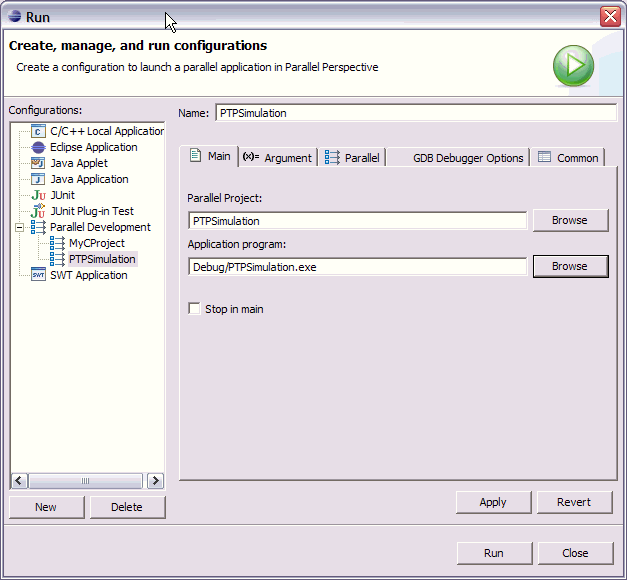 Run
Create, manage, and run configurations
Create a configuration to launch a parallel application in Parallel Perspective
Configurations:
C/C++ Local Application
Eclipse Application
Java Applet
Java Application
JUnit
JUnit Plug-in Test
Parallel Development
MyCProject
PTPSimulation
SWT Application
New Delete
Name: PTPSimulation
Main (x)= Argument Parallel GDB Debugger Options Common
Parallel Project:
PTPSimulation Browse
Application program:
Debug/PTPSimulation.exe Browse
Stop in main
Apply Revert
Run Close